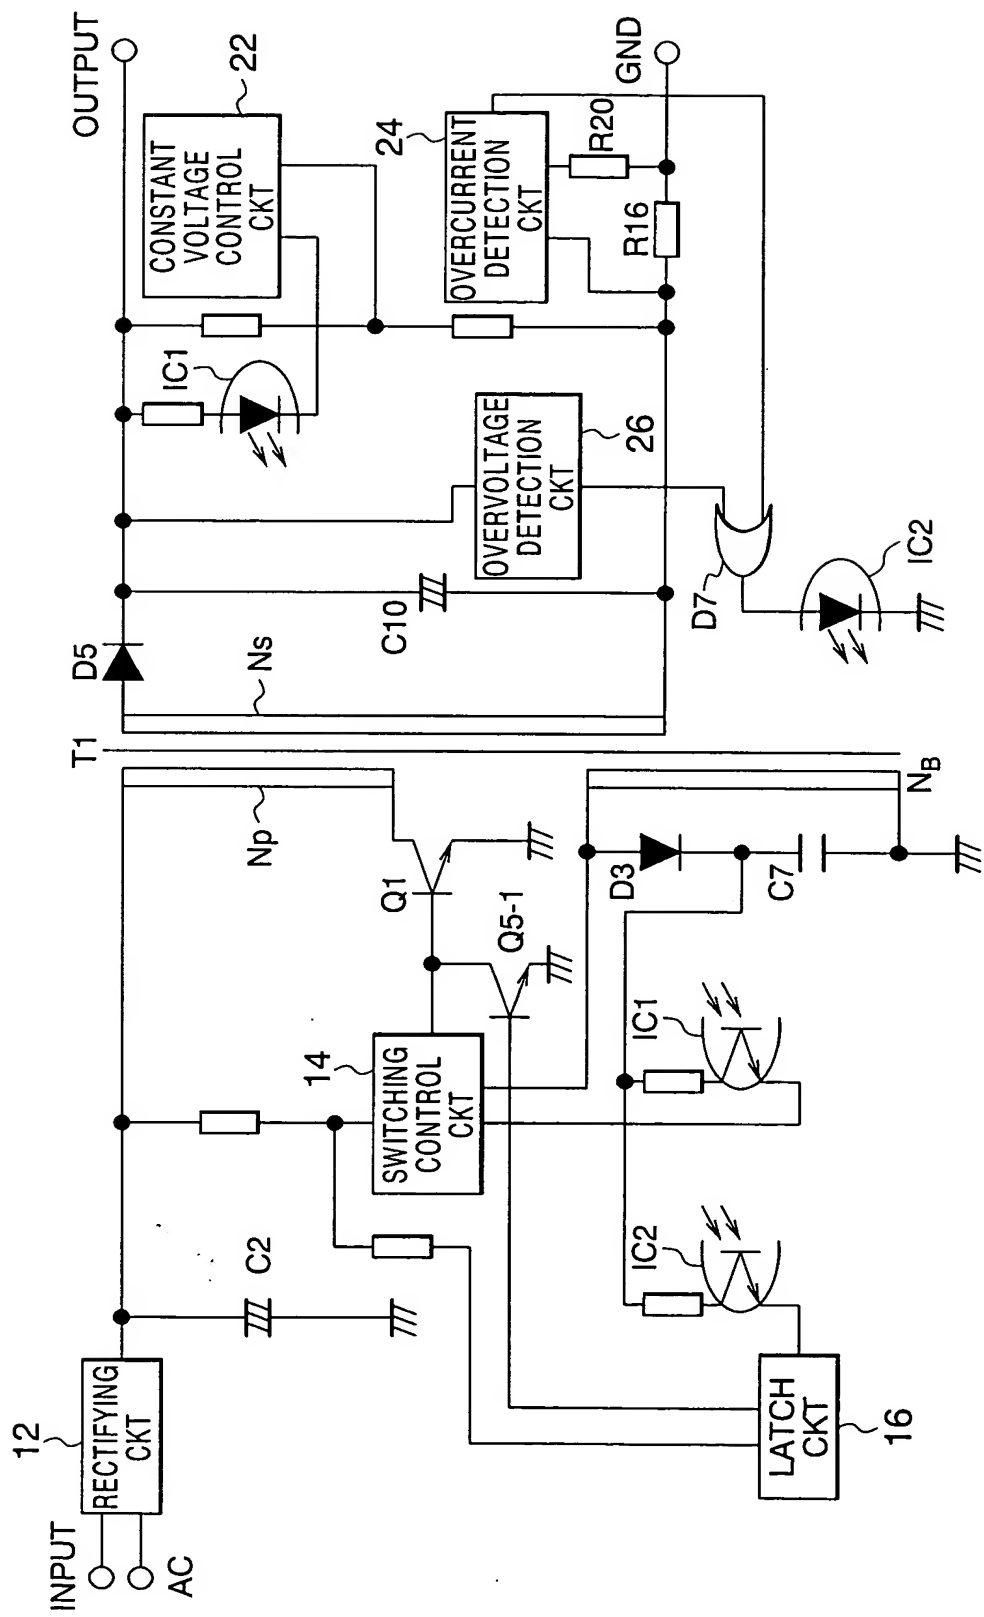 INPUT
AC
12
RECTIFYING
CKT
C2
14
SWITCHING
CONTROL
CKT
Q1
Q5-1
Np
T1
Ns
D5
C10
OVERVOLTAGE
DETECTION
CKT
26
IC1
CONSTANT
VOLTAGE
CONTROL
CKT
22
OUTPUT
24
OVERCURRENT
DETECTION
CKT
R20
R16
GND
D7
IC2
NB
D3
C7
IC1
IC2
LATCH
CKT
16